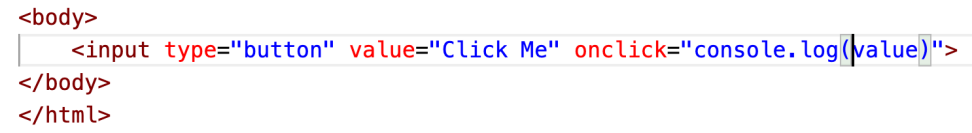 <body>
<input type="button" value="Click Me" onclick="console.log(value)">
</body>
</html>